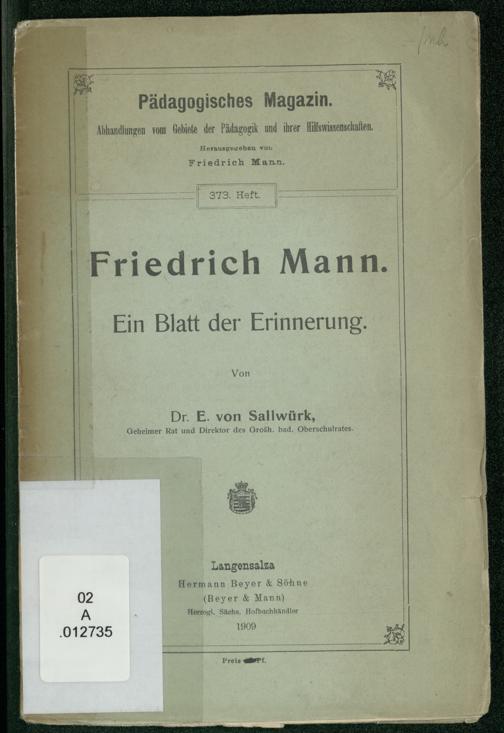 Pädagogisches Magazin.
Abhandlungen vom Gebiete der Pädagogik und ihrer Hilfswissenschaften.
Herausgegeben von
Friedrich Mann.
373. Heft.
Friedrich Mann.
Ein Blatt der Erinnerung.
Von
Dr. E. von Sallwürk,
Geheimer Rat und Direktor des Großh. bad. Oberschulrates.
Langensalza
Hermann Beyer & Söhne
(Beyer & Mann)
Herzogl. Sächs. Hofbuchhändler
1909
Preis Pf.
02
A
.012735